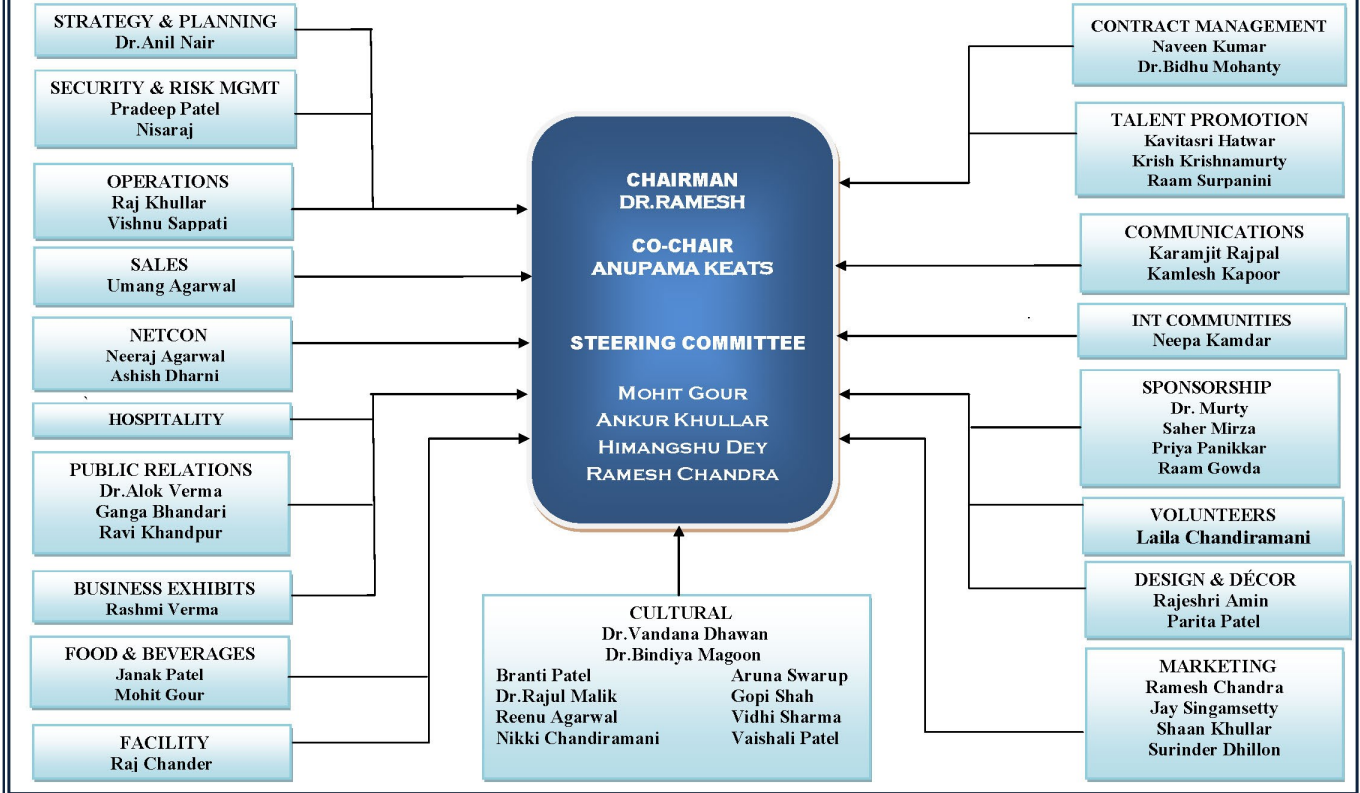 STRATEGY & PLANNING
Dr.Anil Nair
SECURITY & RISK MGMT
Pradeep Patel
Nisaraj
OPERATIONS
Raj Khullar
Vishnu Sappati
SALES
Umang Agarwal
NETCON
Neeraj Agarwal
Ashish Dharni
HOSPITALITY
PUBLIC RELATIONS
Dr.Alok Verma
Ganga Bhandari
Ravi Khandpur
BUSINESS EXHIBITS
Rashmi Verma
FOOD & BEVERAGES
Janak Patel
Mohit Gour
FACILITY
Raj Chander
CHAIRMAN
DR.RAMESH
CO-CHAIR
ANUPAMA KEATS
STEERING COMMITTEE
MOHIT GOUR
ANKUR KHULLAR
HIMANGSHU DEY
RAMESH CHANDRA
CULTURAL
Dr.Vandana Dhawan
Dr.Bindiya Magoon
Branti Patel
Dr.Rajul Malik
Reenu Agarwal
Nikki Chandiramani
Aruna Swarup
Gopi Shah
Vidhi Sharma
Vaishali Patel
CONTRACT MANAGEMENT
Naveen Kumar
Dr.Bidhu Mohanty
TALENT PROMOTION
Kavitasri Hatwar
Krish Krishnamurty
Raam Surpanini
COMMUNICATIONS
Karamjit Rajpal
Kamlesh Kapoor
INT COMMUNITIES
Neepa Kamdar
SPONSORSHIP
Dr. Murty
Saher Mirza
Priya Panikkar
Raam Gowda
VOLUNTEERS
Laila Chandiramani
DESIGN & DÉCOR
Rajeshri Amin
Parita Patel
MARKETING
Ramesh Chandra
Jay Singamsetty
Shaan Khullar
Surinder Dhillon